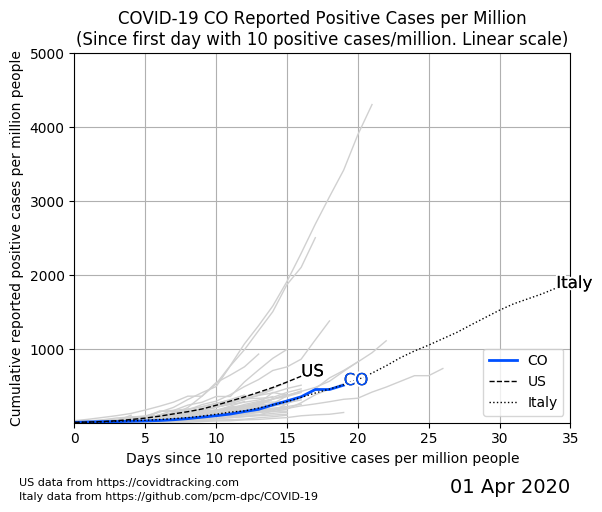 COVID-19 CO Reported Positive Cases per Million
(Since first day with 10 positive cases/million. Linear scale)
Cumulative reported positive cases per million people
5000
4000
3000
2000
1000
Italy
US
CO
CO
US
Italy
0
5
10
15
20
25
30
35
Days since 10 reported positive cases per million people
US data from https://covidtracking.com
Italy data from https://github.com/pcm-dpc/COVID-19
01 Apr 2020